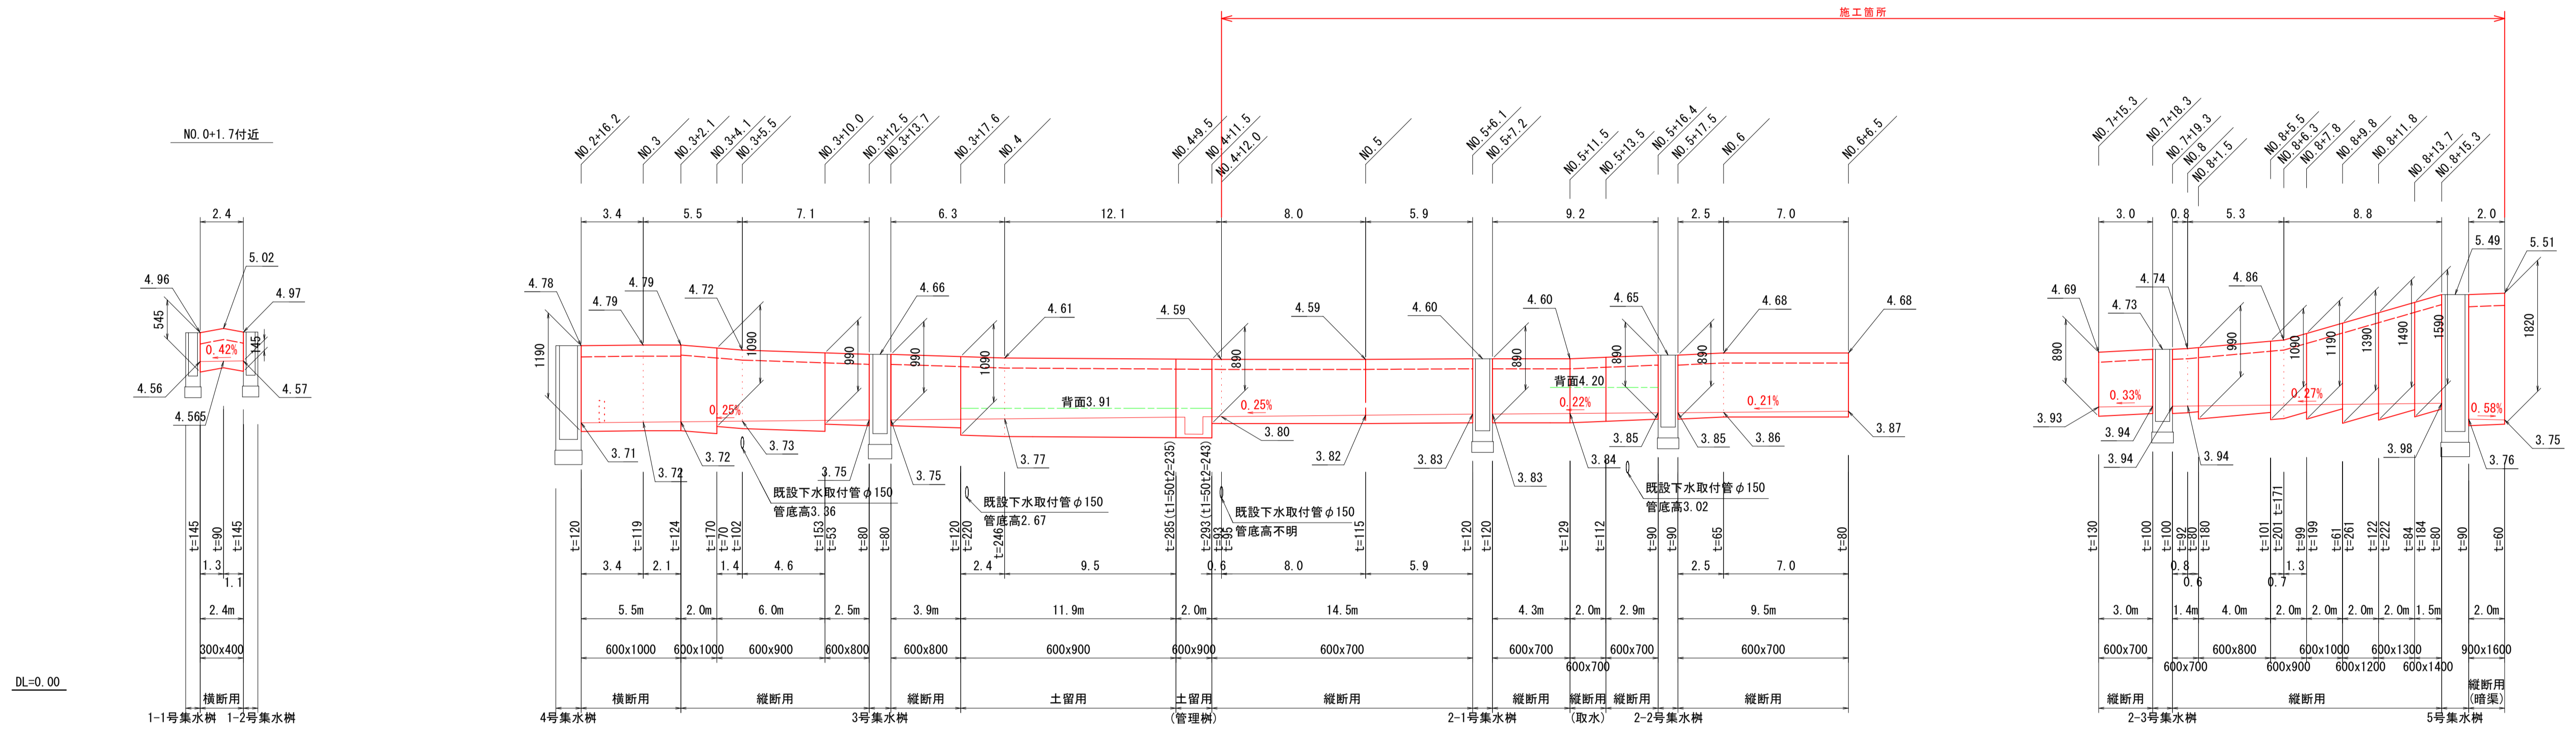 施工箇所
NO.0+1.7付近
NO.2+16.2
NO.3
NO.3+2.1
NO.3+4.1
NO.3+5.5
NO.3+10.0
NO.3+12.5
NO.3+13.7
NO.3+17.6
NO.4
NO.4+9.5
NO.4+11.5
NO.4+12.0
NO.5
NO.5+6.1
NO.5+7.2
NO.5+11.5
NO.5+13.5
NO.5+16.4
NO.5+17.5
NO.6
NO.6+6.5
NO.7+15.3
NO.7+18.3
NO.7+19.3
NO.8
NO.8+1.5
NO.8+5.5
NO.8+6.3
NO.8+7.8
NO.8+9.8
NO.8+11.8
NO.8+13.7
NO.8+15.3
2.4 3.4 5.5 7.1 6.3 12.1 8.0 5.9 9.2 2.5 7.0 3.0 0.8 5.3 8.8 2.0
4.96 5.02 4.97
545 145
0.42%
4.56 4.565 4.57
4.78 4.79 4.79 4.72 4.66 4.61 4.59 4.59 4.60 4.60 4.65 4.68 4.68
1190 1090 990 990 1090 890 890 890 890
0.25% 0.25% 0.22% 0.21%
背面3.91
背面4.20
3.71 3.72 3.72 3.73 3.75 3.75 3.77 3.80 3.82 3.83 3.83 3.84 3.85 3.85 3.86 3.87
4.69 4.73 4.74 4.86 5.49 5.51
890 990 1090 1190 1390 1490 1590 1820
0.33% 0.27% 0.58%
3.93 3.94 3.94 3.94 3.98 3.76 3.75
既設下水取付管φ150
管底高3.36
既設下水取付管φ150
管底高2.67
既設下水取付管φ150
管底高不明
既設下水取付管φ150
管底高3.02
t=145 t=90 t=145
t=120 t=119 t=124 t=170 t=70 t=102 t=153 t=53 t=80 t=80 t=120 t=220 t=246
t=285(t1=50t2=235)
t=293(t1=50t2=243)
t=93 t=95 t=115 t=120 t=120 t=129 t=112 t=90 t=90 t=65 t=80
t=130 t=100 t=100 t=92 t=80 t=180 t=101 t=201 t=171 t=99 t=199 t=61 t=261 t=122 t=222 t=84 t=184 t=80 t=90 t=60
1.3 1.1 3.4 2.1 1.4 4.6 2.4 9.5 0.6 8.0 5.9 2.5 7.0 0.8 0.6 0.7 1.3
2.4m 5.5m 2.0m 6.0m 2.5m 3.9m 11.9m 2.0m 14.5m 4.3m 2.0m 2.9m 9.5m 3.0m 1.4m 4.0m 2.0m 2.0m 2.0m 2.0m 1.5m 2.0m
300x400 600x1000 600x1000 600x900 600x800 600x800 600x900 600x900 600x700 600x700 600x700 600x700 600x700 600x700 600x700 600x800 600x900 600x1000 600x1200 600x1300 600x1400 900x1600
DL=0.00
横断用 横断用 縦断用 縦断用 土留用 土留用 縦断用 縦断用 縦断用 縦断用 縦断用 縦断用 縦断用 縦断用
(管理桝) (取水) (暗渠)
1-1号集水桝 1-2号集水桝 4号集水桝 3号集水桝 2-1号集水桝 2-2号集水桝 2-3号集水桝 5号集水桝